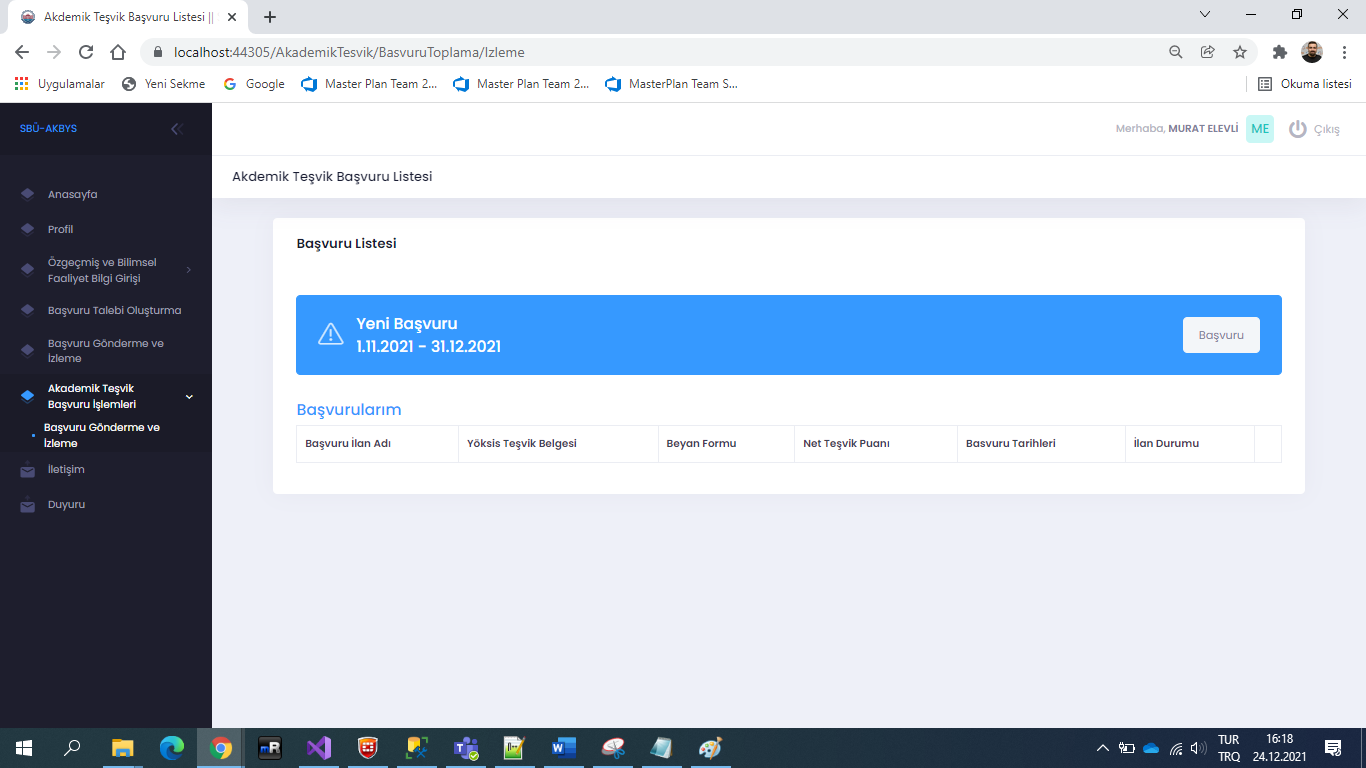 Akdemik Teşvik Başvuru Listesi ||
localhost:44305/AkademikTesvik/BasvuruToplama/Izleme
Uygulamalar
Yeni Sekme
Google
Master Plan Team 2...
Master Plan Team 2...
MasterPlan Team S...
Okuma listesi
SBÜ-AKBYS
Merhaba, MURAT ELEVLİ
ME
Çıkış
Akdemik Teşvik Başvuru Listesi
Anasayfa
Profil
Özgeçmiş ve Bilimsel
Faaliyet Bilgi Girişi
Başvuru Talebi Oluşturma
Başvuru Gönderme ve
İzleme
Akademik Teşvik
Başvuru İşlemleri
Başvuru Gönderme ve
İzleme
İletişim
Duyuru
Başvuru Listesi
Yeni Başvuru
1.11.2021 - 31.12.2021
Başvuru
Başvurularım
Başvuru İlan Adı
Yöksis Teşvik Belgesi
Beyan Formu
Net Teşvik Puanı
Basvuru Tarihleri
İlan Durumu
TUR
TRQ
16:18
24.12.2021